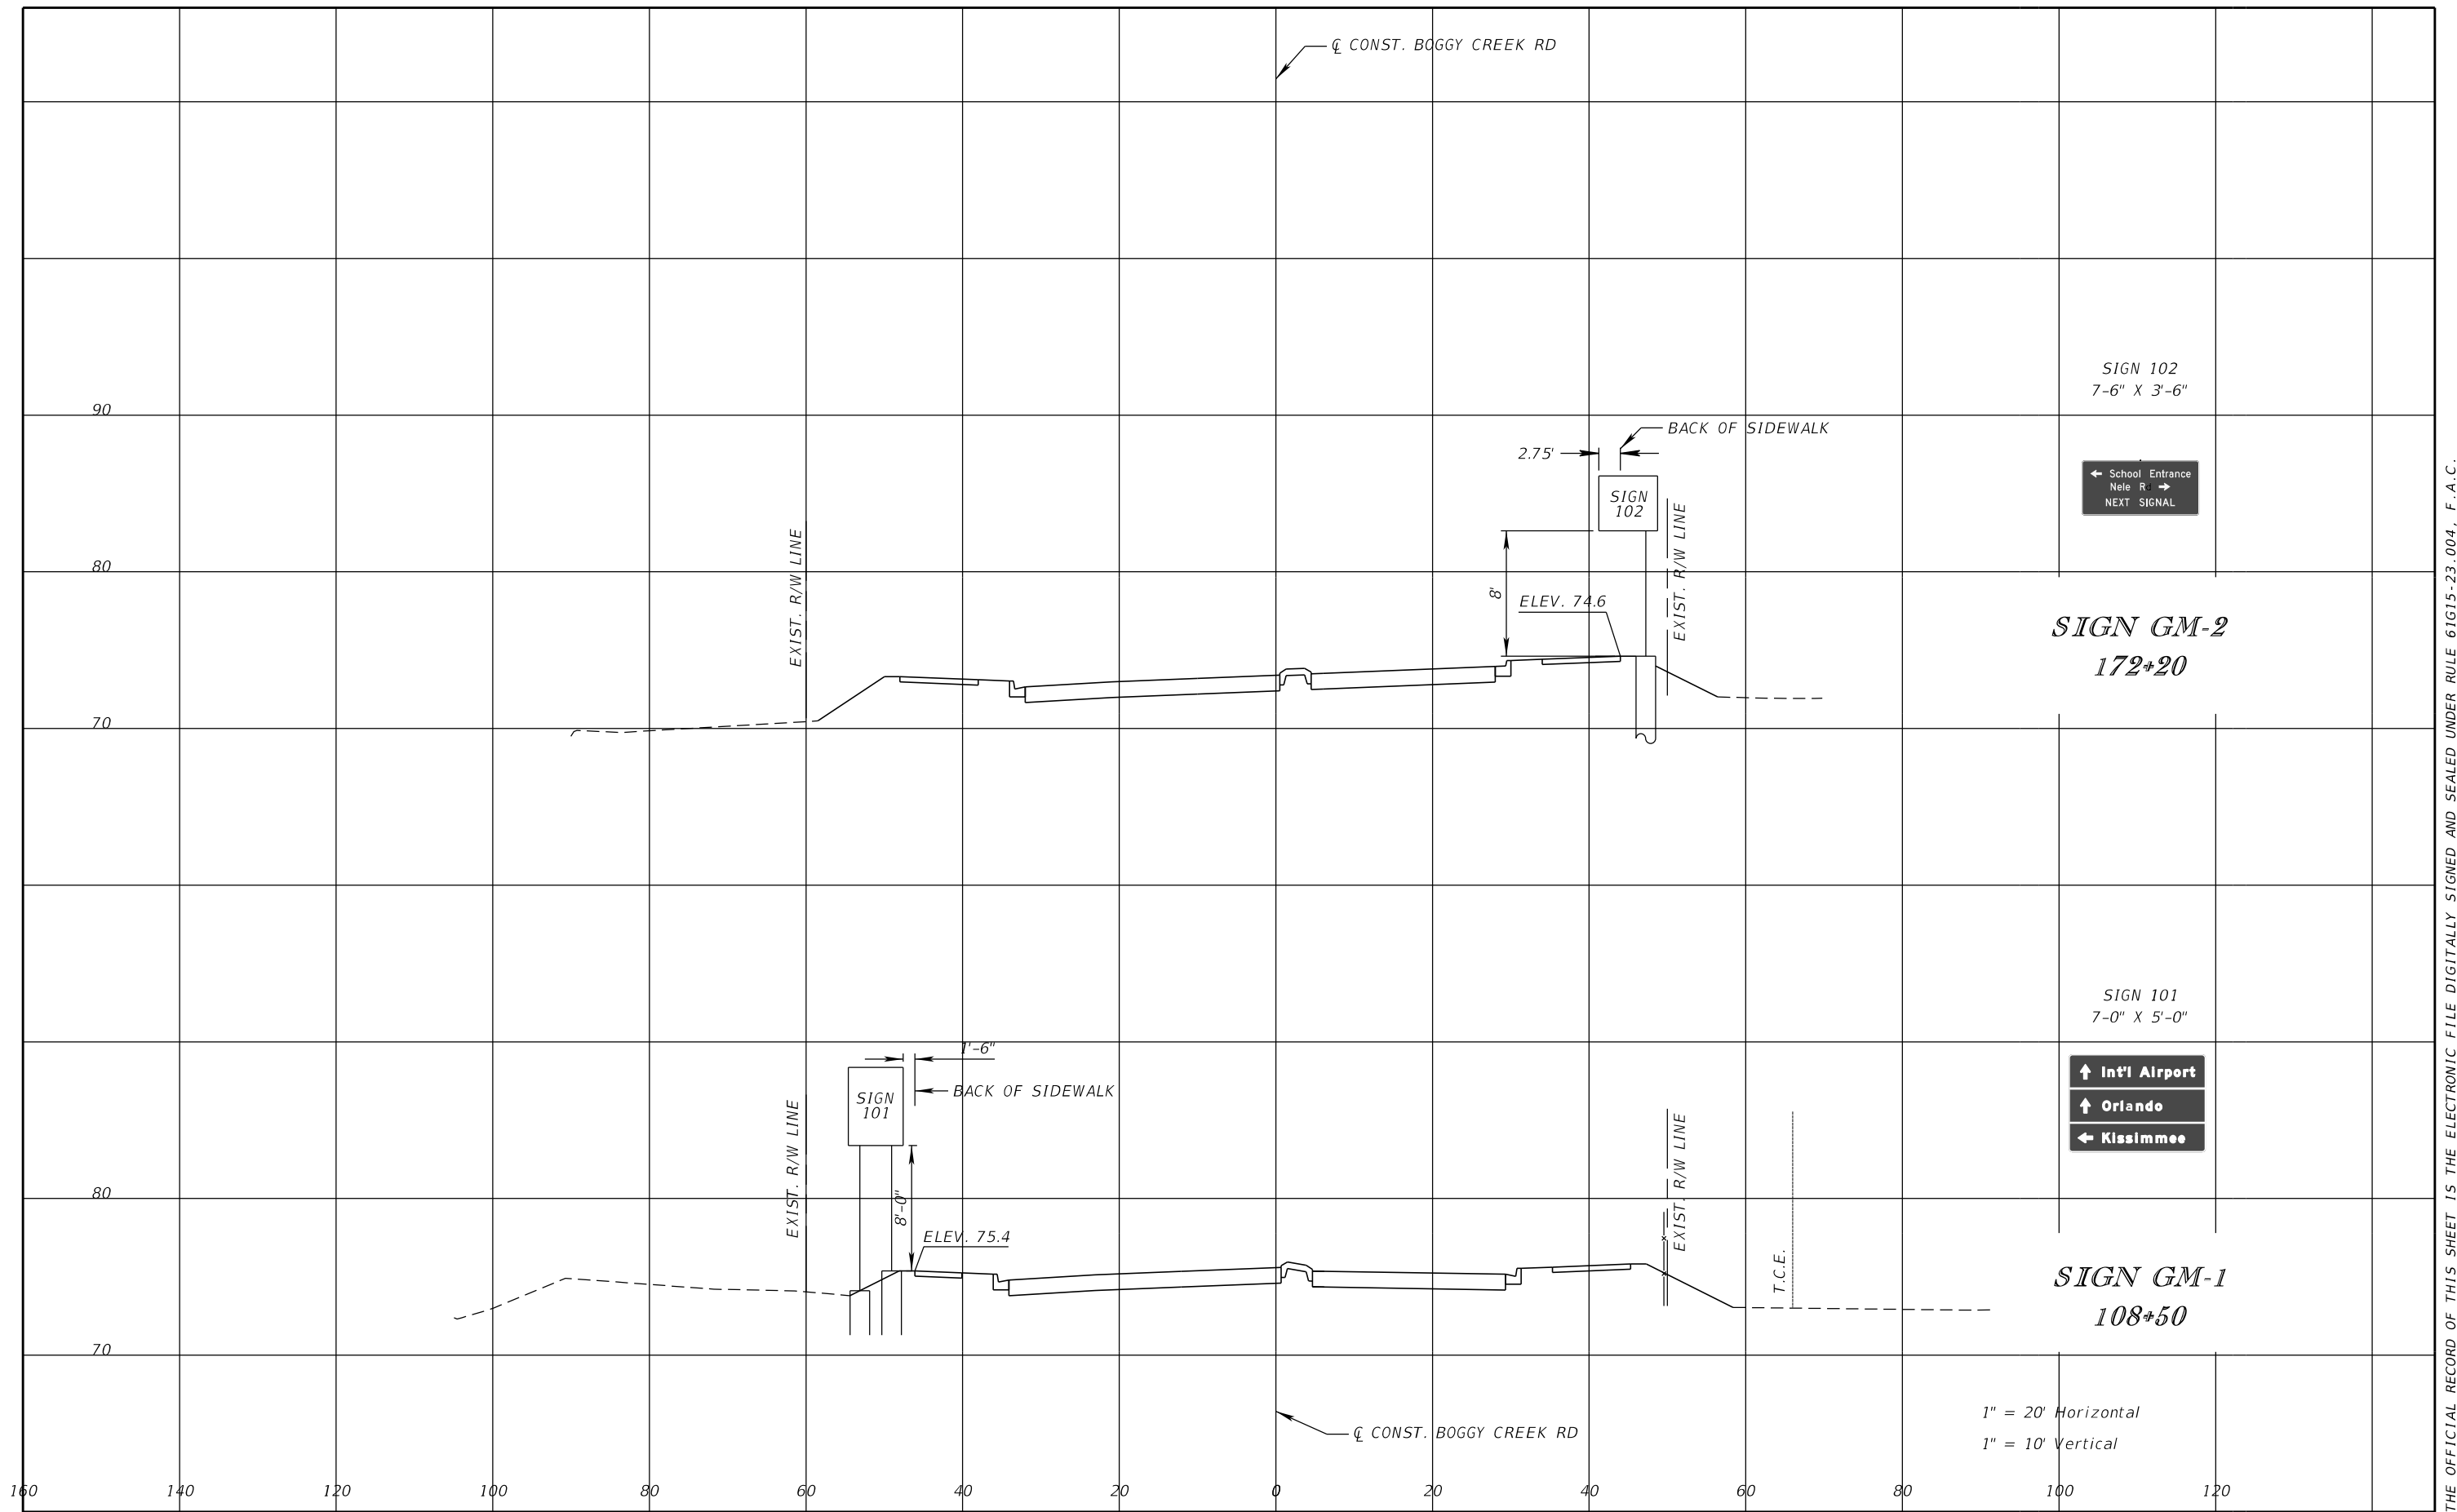 ℄ CONST. BOGGY CREEK RD
SIGN 102
7-6" X 3'-6"
90
BACK OF SIDEWALK
2.75'
← School Entrance
Nele Rd →
NEXT SIGNAL
SIGN
102
EXIST. R/W LINE
EXIST. R/W LINE
80
8'
ELEV. 74.6
SIGN GM-2
172+20
70
SIGN 101
7-0" X 5'-0"
1'-6"
BACK OF SIDEWALK
SIGN
101
↑ Int'l Airport
↑ Orlando
← Kissimmee
EXIST. R/W LINE
EXIST. R/W LINE
80
8'-0"
ELEV. 75.4
T.C.E.
SIGN GM-1
108+50
70
℄ CONST. BOGGY CREEK RD
1" = 20' Horizontal
1" = 10' Vertical
160 140 120 100 80 60 40 20 0 20 40 60 80 100 120
THE OFFICIAL RECORD OF THIS SHEET IS THE ELECTRONIC FILE DIGITALLY SIGNED AND SEALED UNDER RULE 61G15-23.004, F.A.C.